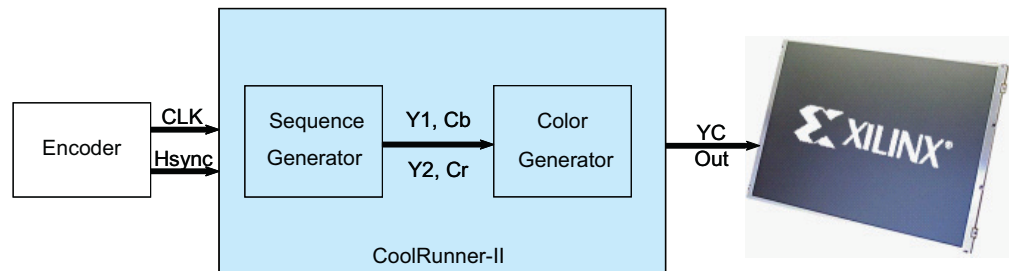 Encoder
CLK
Hsync
Sequence
Generator
Y1, Cb
Y2, Cr
Color
Generator
CoolRunner-II
YC
Out
XILINX®